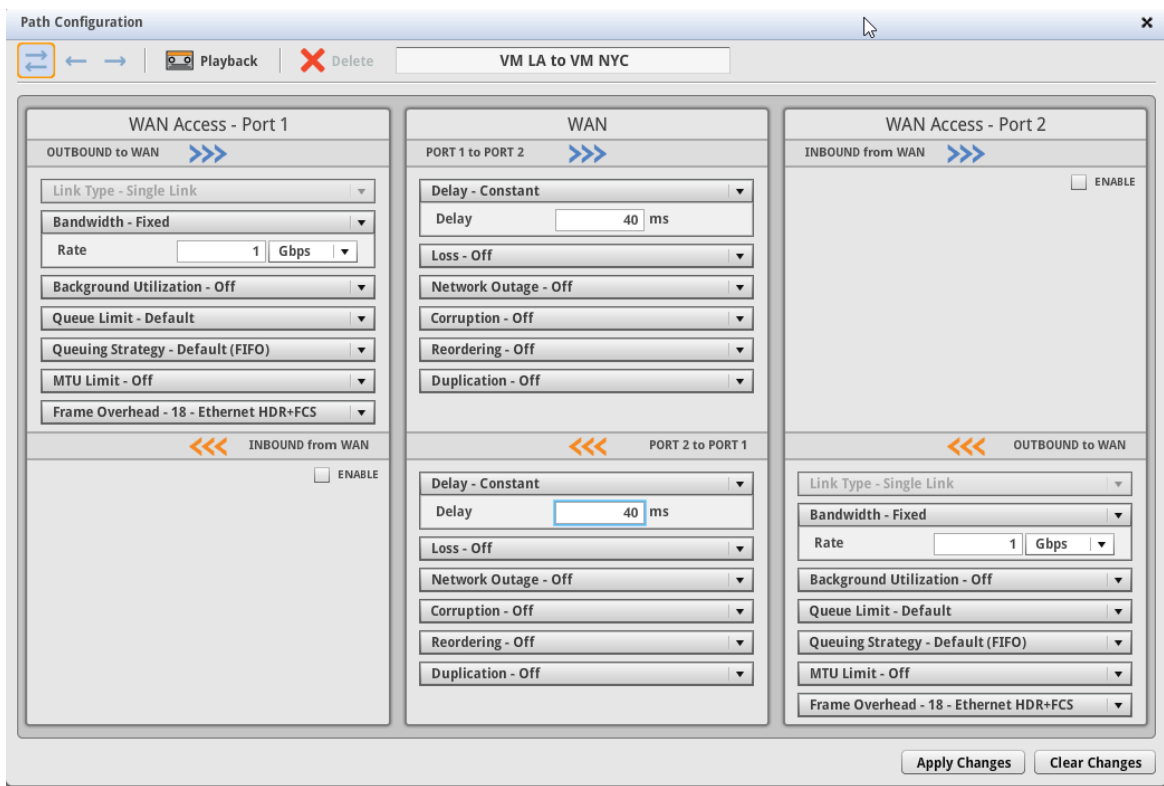 Path Configuration
Playback
Delete
VM LA to VM NYC
WAN Access - Port 1
OUTBOUND to WAN
Link Type - Single Link
Bandwidth - Fixed
Rate 1 Gbps
Background Utilization - Off
Queue Limit - Default
Queuing Strategy - Default (FIFO)
MTU Limit - Off
Frame Overhead - 18 - Ethernet HDR+FCS
INBOUND from WAN
ENABLE
WAN
PORT 1 to PORT 2
Delay - Constant
Delay 40 ms
Loss - Off
Network Outage - Off
Corruption - Off
Reordering - Off
Duplication - Off
PORT 2 to PORT 1
Delay - Constant
Delay 40 ms
Loss - Off
Network Outage - Off
Corruption - Off
Reordering - Off
Duplication - Off
WAN Access - Port 2
INBOUND from WAN
ENABLE
OUTBOUND to WAN
Link Type - Single Link
Bandwidth - Fixed
Rate 1 Gbps
Background Utilization - Off
Queue Limit - Default
Queuing Strategy - Default (FIFO)
MTU Limit - Off
Frame Overhead - 18 - Ethernet HDR+FCS
Apply Changes
Clear Changes